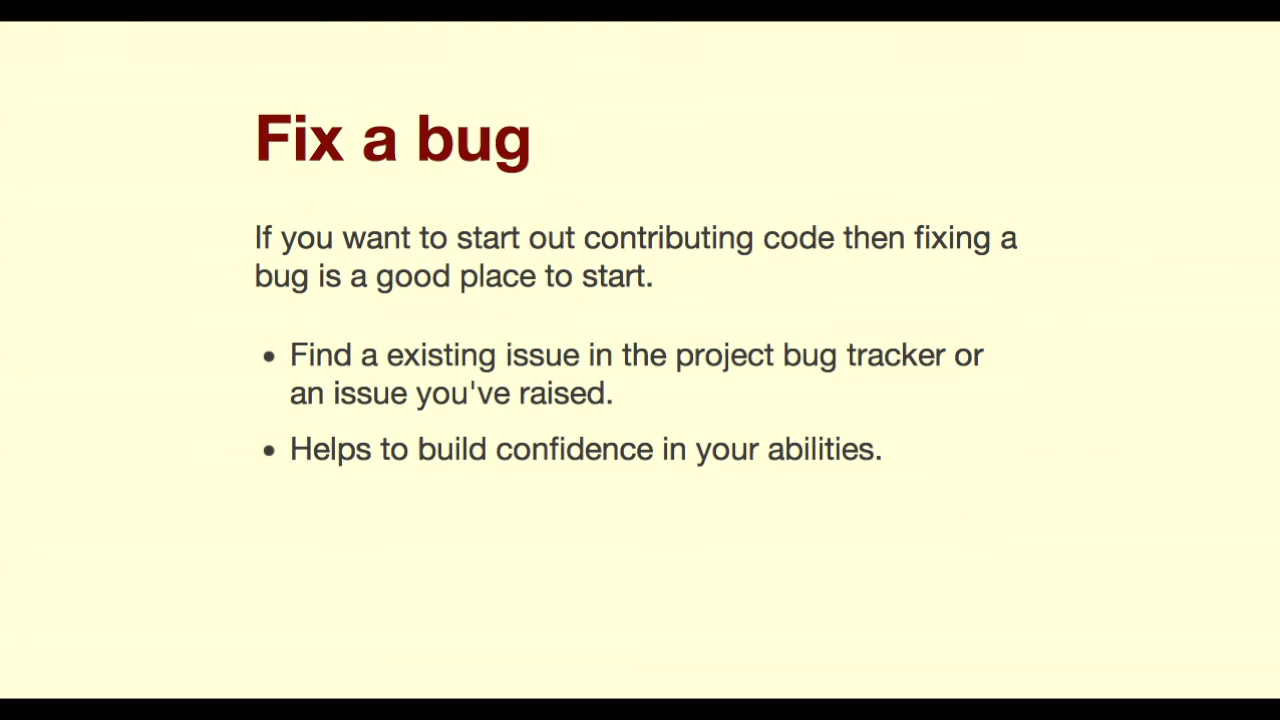 Fix a bug
If you want to start out contributing code then fixing a
bug is a good place to start.
• Find a existing issue in the project bug tracker or
an issue you've raised.
• Helps to build confidence in your abilities.